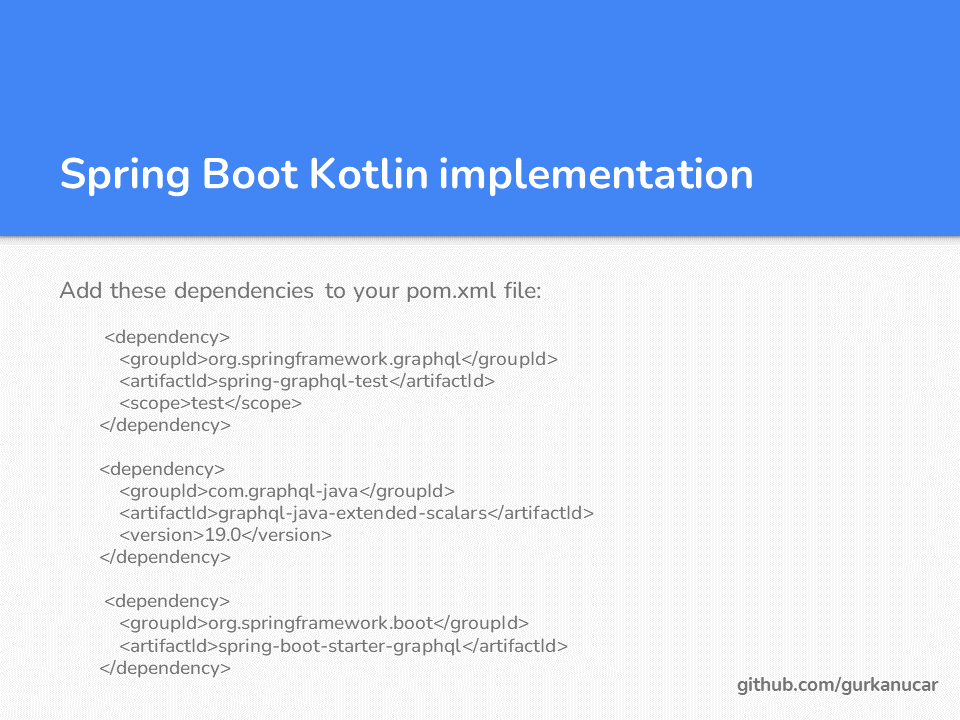 Spring Boot Kotlin implementation
Add these dependencies to your pom.xml file:
<dependency>
<groupId>org.springframework.graphql</groupId>
<artifactId>spring-graphql-test</artifactId>
<scope>test</scope>
</dependency>
<dependency>
<groupId>com.graphql-java</groupId>
<artifactId>graphql-java-extended-scalars</artifactId>
<version>19.0</version>
</dependency>
<dependency>
<groupId>org.springframework.boot</groupId>
<artifactId>spring-boot-starter-graphql</artifactId>
</dependency>
github.com/gurkanucar